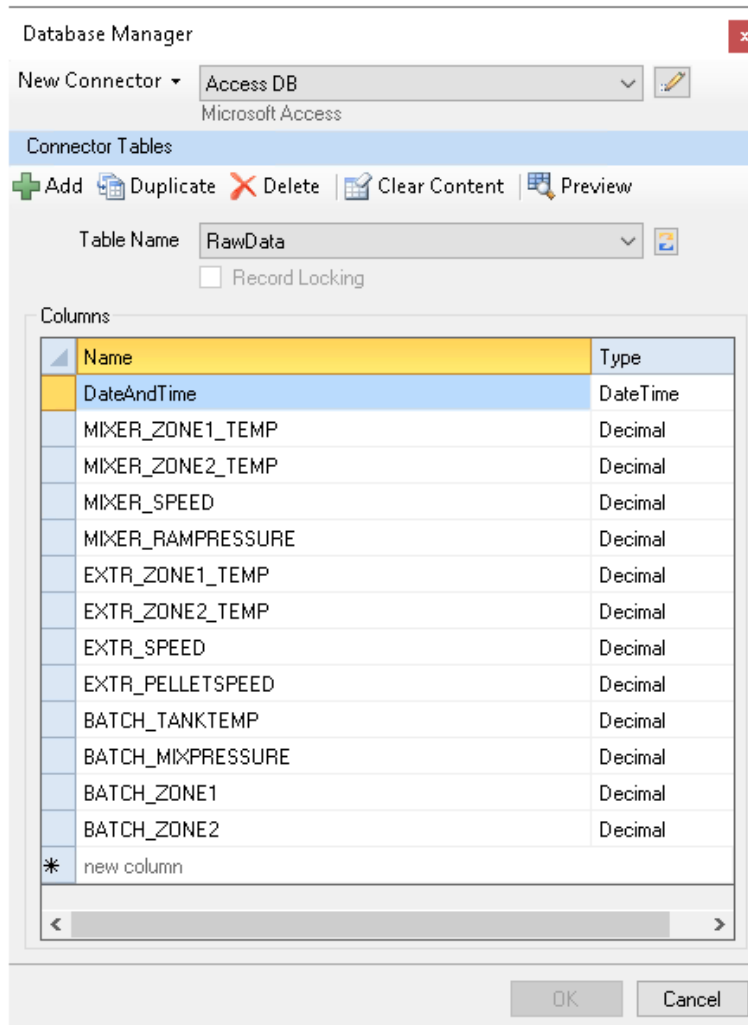 Database Manager
x
New Connector
Access DB
Microsoft Access
Connector Tables
Add Duplicate Delete Clear Content Preview
Table Name RawData
Record Locking
Columns
Name Type
DateAndTime DateTime
MIXER_ZONE1_TEMP Decimal
MIXER_ZONE2_TEMP Decimal
MIXER_SPEED Decimal
MIXER_RAMPRESSURE Decimal
EXTR_ZONE1_TEMP Decimal
EXTR_ZONE2_TEMP Decimal
EXTR_SPEED Decimal
EXTR_PELLETSPEED Decimal
BATCH_TANKTEMP Decimal
BATCH_MIXPRESSURE Decimal
BATCH_ZONE1 Decimal
BATCH_ZONE2 Decimal
* new column
OK Cancel